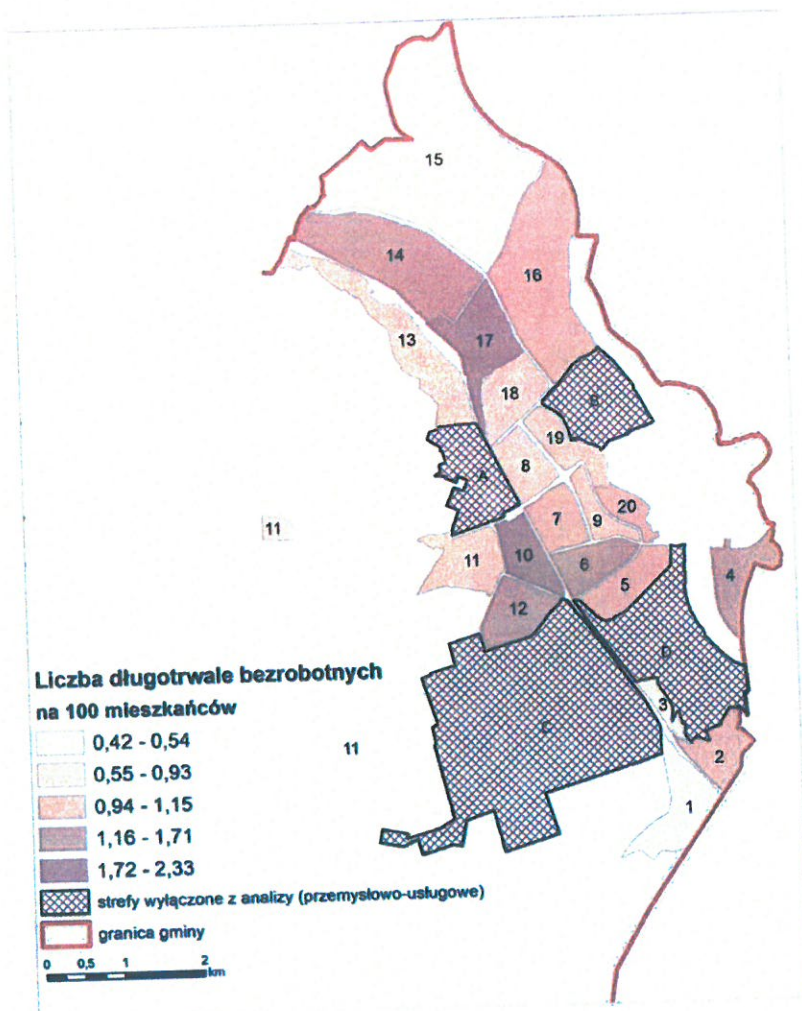 15
14
16
13
17
18
B
19
8
A
20
7
9
11
11
10
6
4
5
12
D
Liczba długotrwale bezrobotnych
3
na 100 mieszkańców
C
0,42 - 0,54
11
2
0,55 - 0,93
1
0,94 - 1,15
1,16 - 1,71
1,72 - 2,33
strefy wyłączone z analizy (przemysłowo-usługowe)
granica gminy
0 0,5 1 2
km